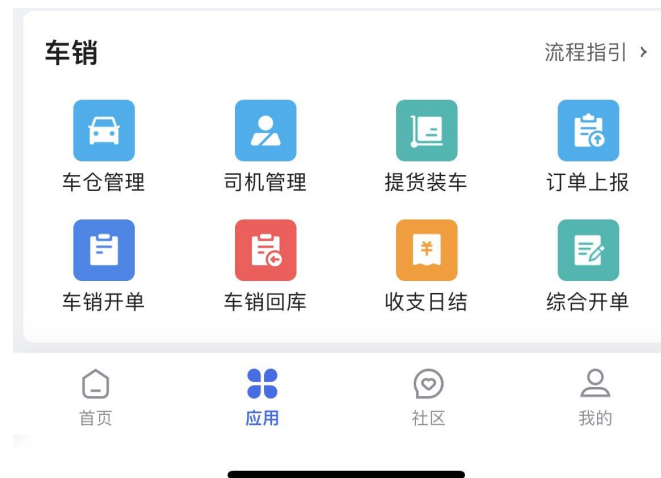 车销 流程指引 >
车仓管理 司机管理 提货装车 订单上报
车销开单 车销回库 收支日结 综合开单
首页 应用 社区 我的